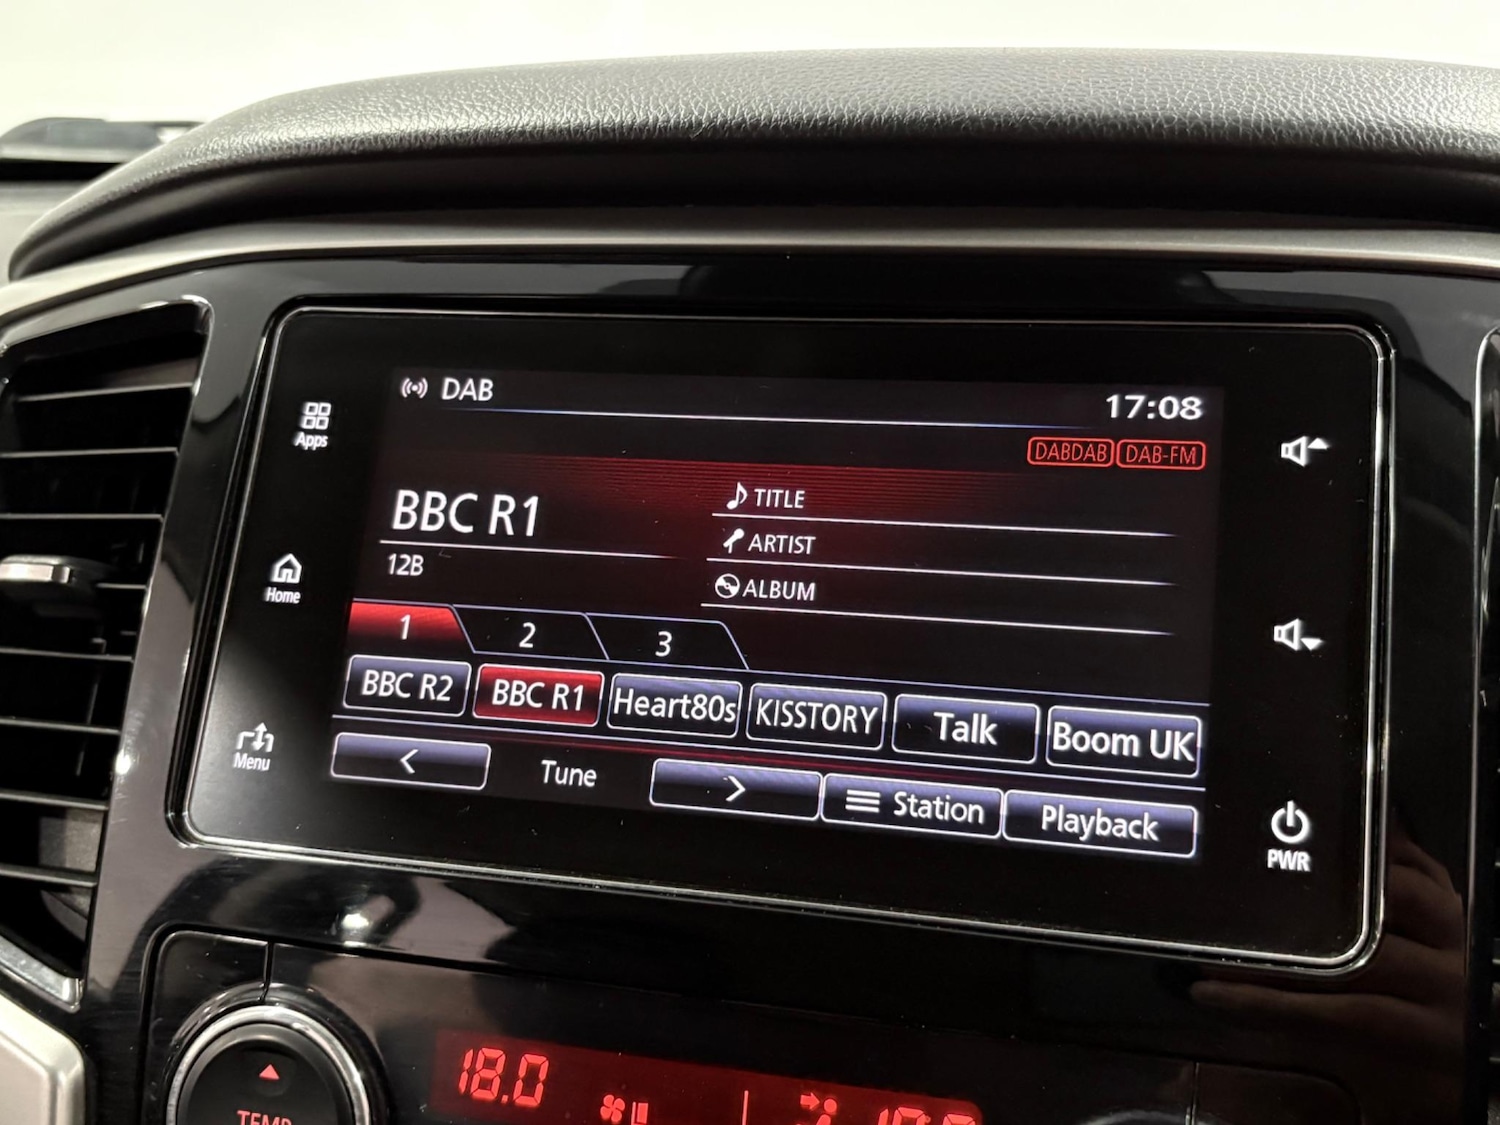 DAB
17:08
Apps
DABDAB DAB-FM
BBC R1
TITLE
ARTIST
12B
ALBUM
Home
1 2 3
BBC R2 BBC R1 Heart80s KISSTORY Talk Boom UK
Menu
< Tune > Station Playback
PWR
18.0
TEMP